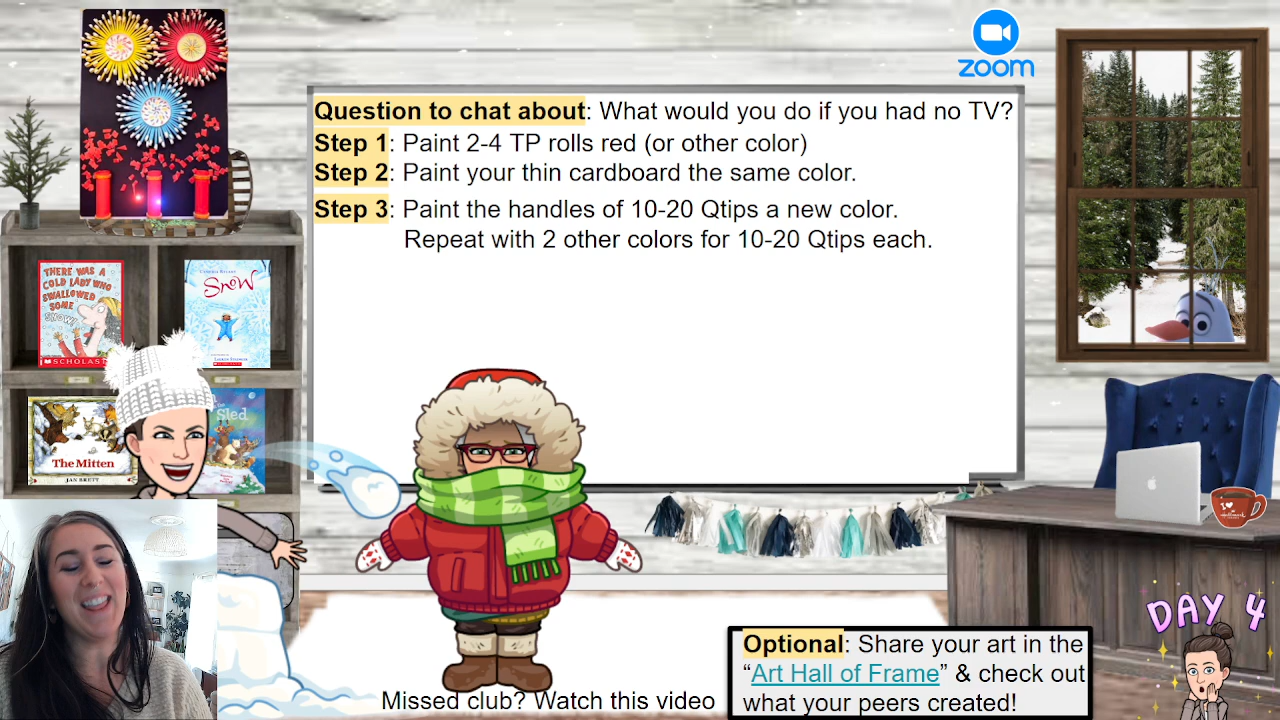 zoom
Question to chat about: What would you do if you had no TV?
Step 1: Paint 2-4 TP rolls red (or other color)
Step 2: Paint your thin cardboard the same color.
Step 3: Paint the handles of 10-20 Qtips a new color.
Repeat with 2 other colors for 10-20 Qtips each.
THERE WAS A
COLD LADY WHO
SWALLOWED
SOME
SNOW!
SCHOLAS
SNOW
Sled
The Mitten
JAN BRETT
DAY 4
Optional: Share your art in the
“Art Hall of Frame” & check out
what your peers created!
Missed club? Watch this video